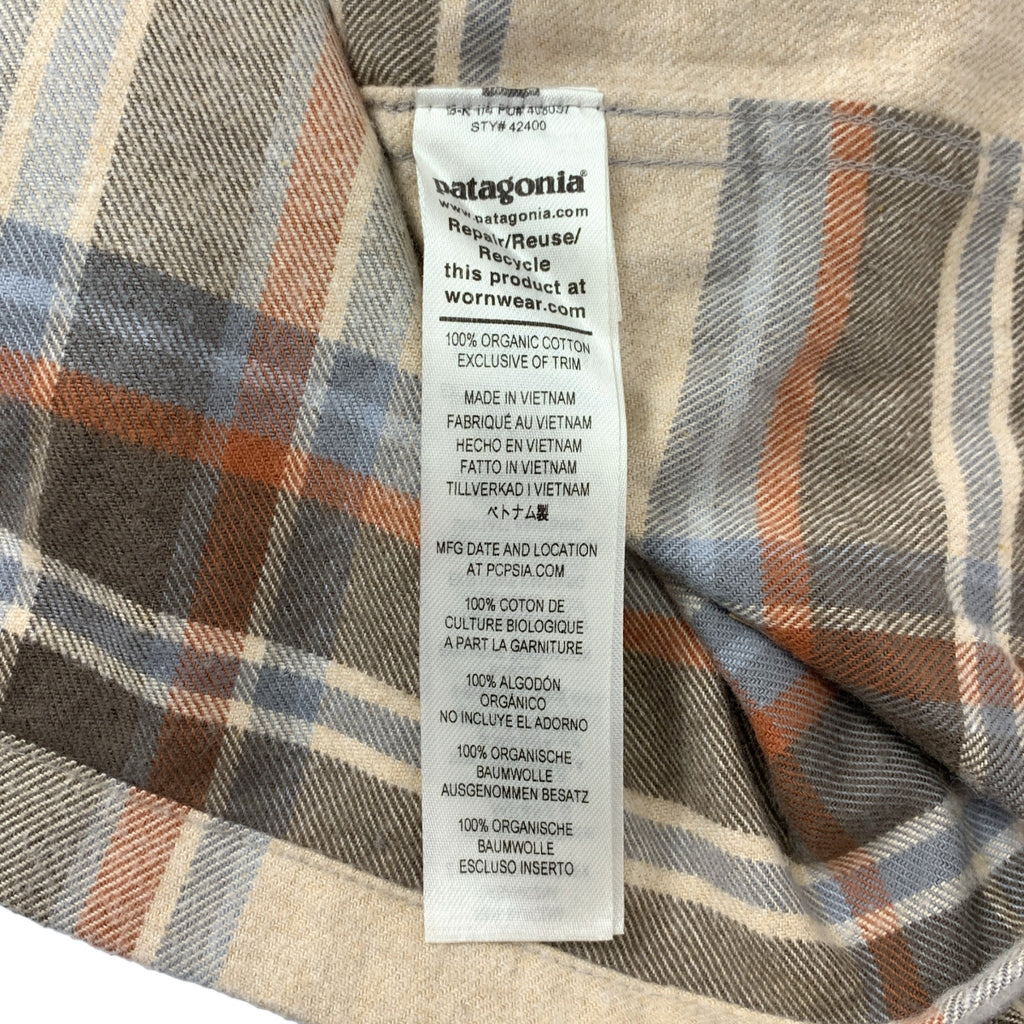 STY# 42400
patagonia®
www.patagonia.com
Repair/Reuse/
Recycle
this product at
wornwear.com
100% ORGANIC COTTON
EXCLUSIVE OF TRIM
MADE IN VIETNAM
FABRIQUÉ AU VIETNAM
HECHO EN VIETNAM
FATTO IN VIETNAM
TILLVERKAD I VIETNAM
ベトナム製
MFG DATE AND LOCATION
AT PCPSIA.COM
100% COTON DE
CULTURE BIOLOGIQUE
A PART LA GARNITURE
100% ALGODÓN
ORGÁNICO
NO INCLUYE EL ADORNO
100% ORGANISCHE
BAUMWOLLE
AUSGENOMMEN BESATZ
100% ORGANISCHE
BAUMWOLLE
ESCLUSO INSERTO